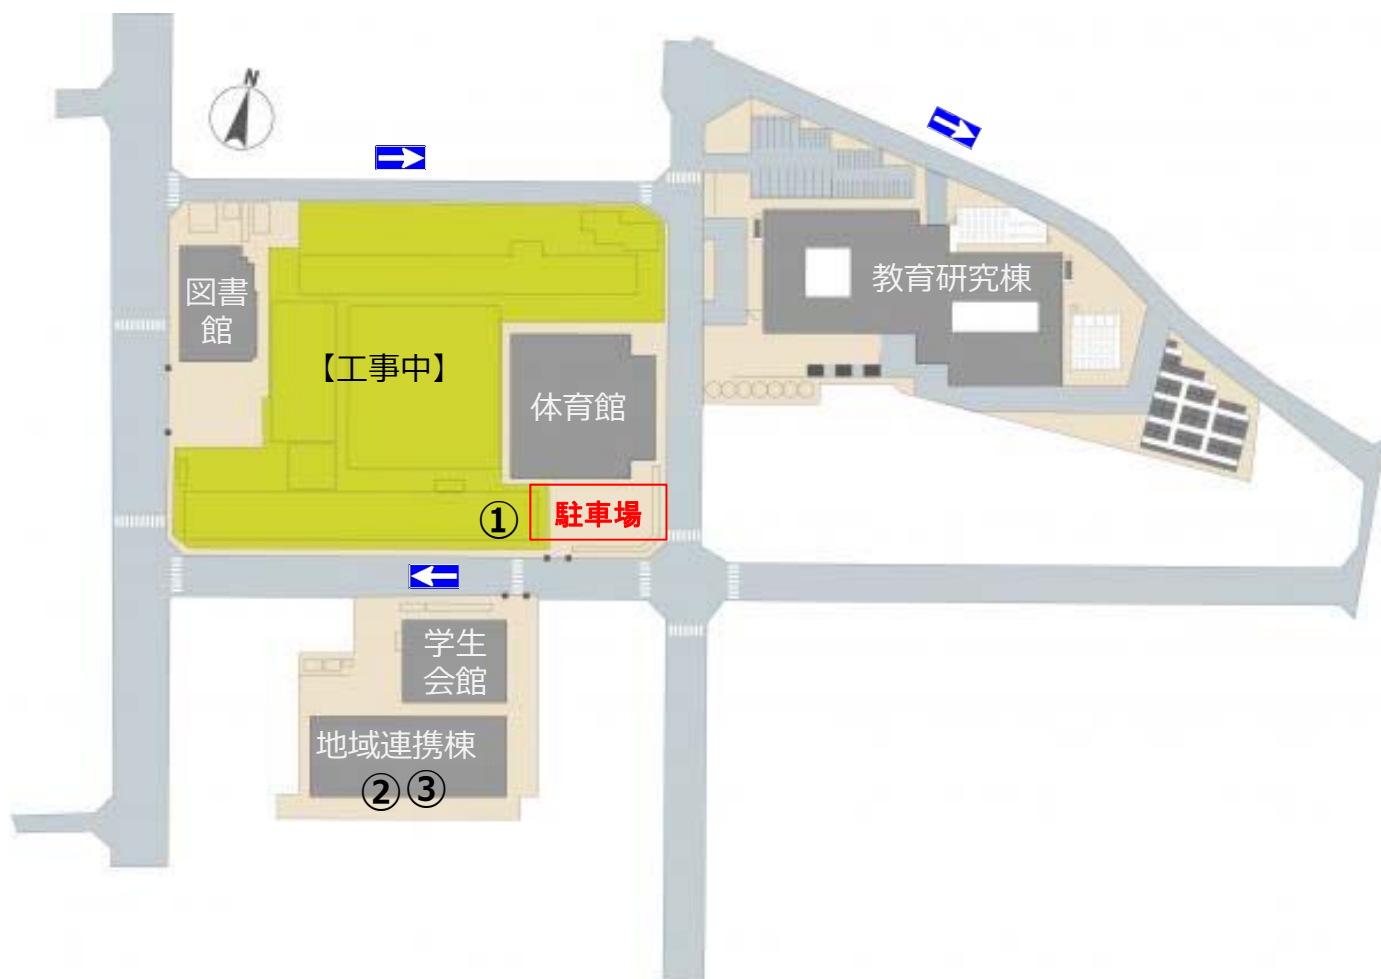 N
図書
館
教育研究棟
【工事中】
体育館
①
駐車場
学生
会館
地域連携棟
②③